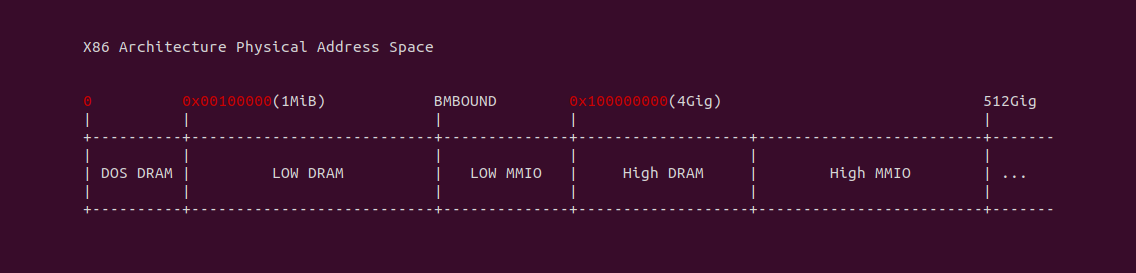 X86 Architecture Physical Address Space
0          0x00100000(1MiB)            BMBOUND        0x100000000(4Gig)                             512Gig
|          |                           |              |                                             |
+----------+---------------------------+--------------+-------------------+-------------------------+-------
|          |                           |              |                   |                         |
| DOS DRAM |         LOW DRAM          |   LOW MMIO   |     High DRAM     |        High MMIO        | ...
|          |                           |              |                   |                         |
+----------+---------------------------+--------------+-------------------+-------------------------+-------